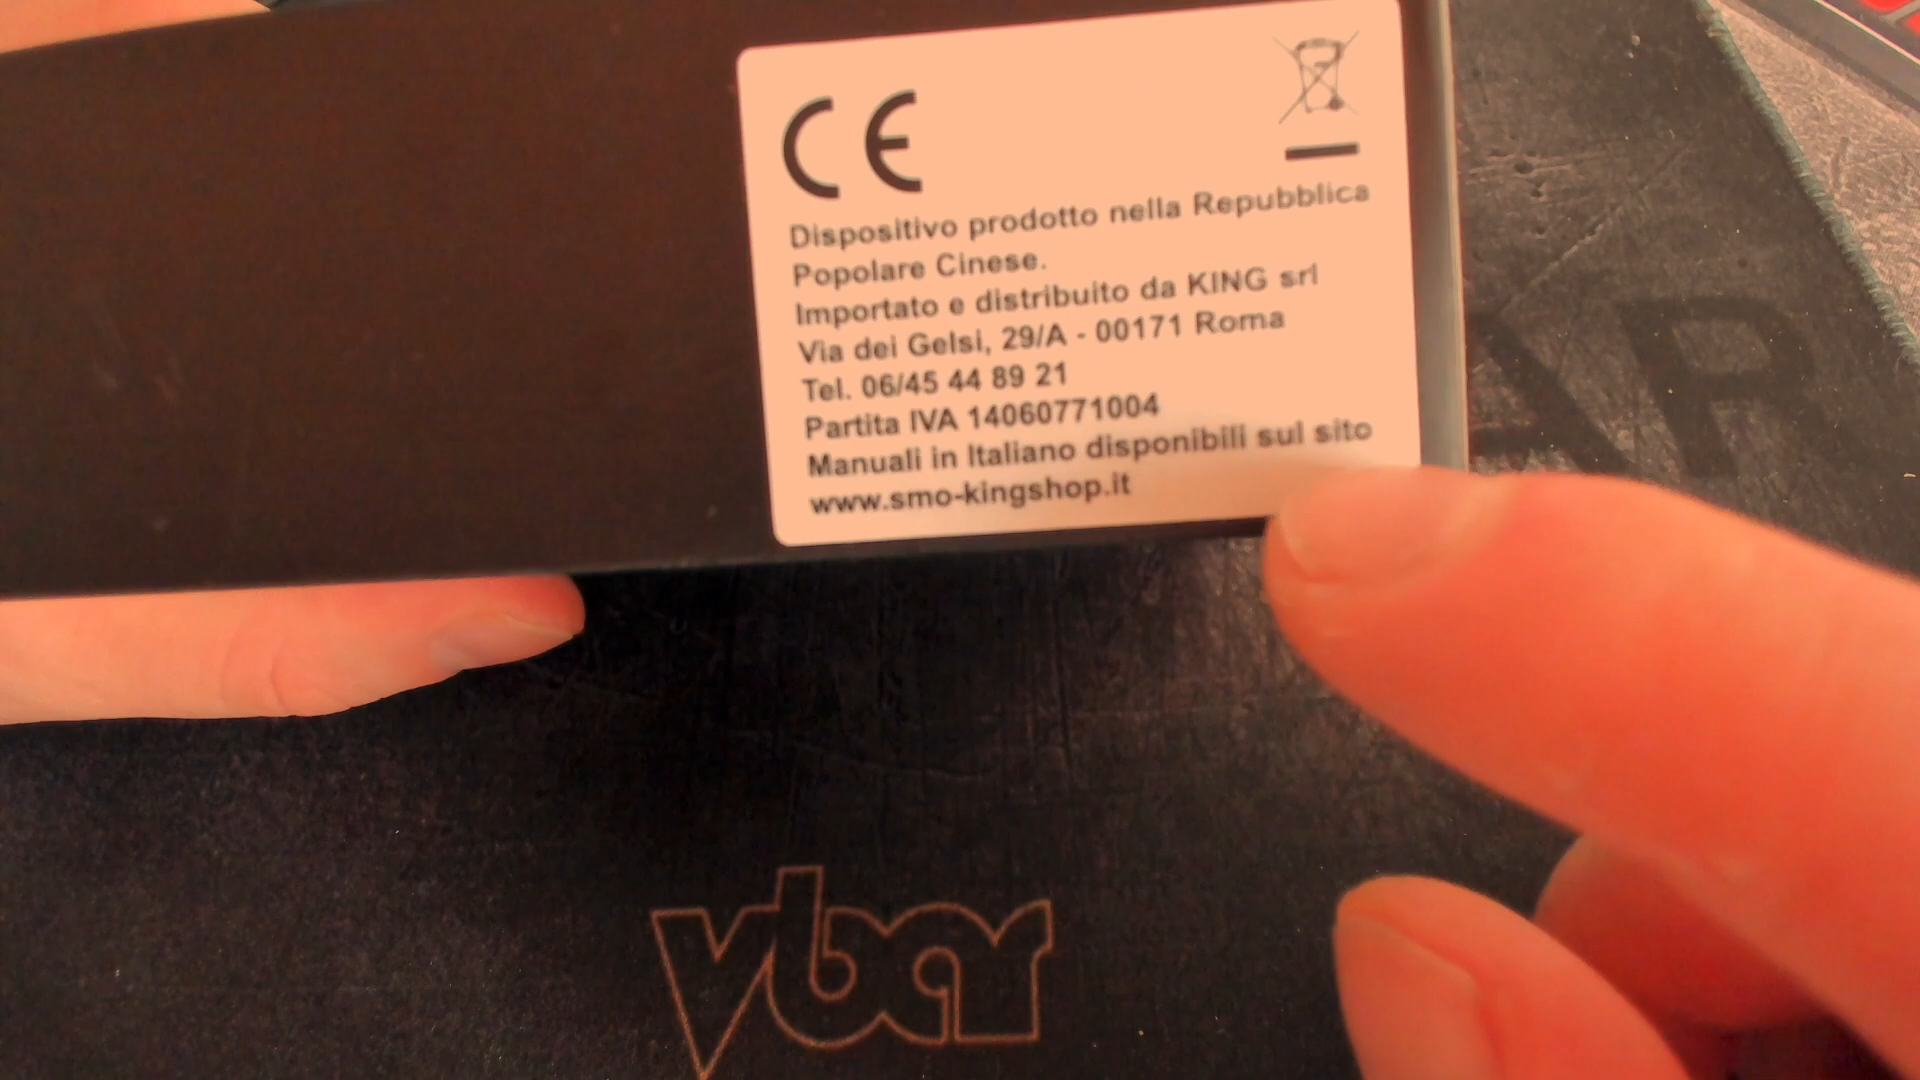 CE
Dispositivo prodotto nella Repubblica
Popolare Cinese.
Importato e distribuito da KING srl
Via dei Gelsi, 29/A - 00171 Roma
Tel. 06/45 44 89 21
Partita IVA 14060771004
Manuali in Italiano disponibili sul sito
www.smo-kingshop.it
AR
vbar